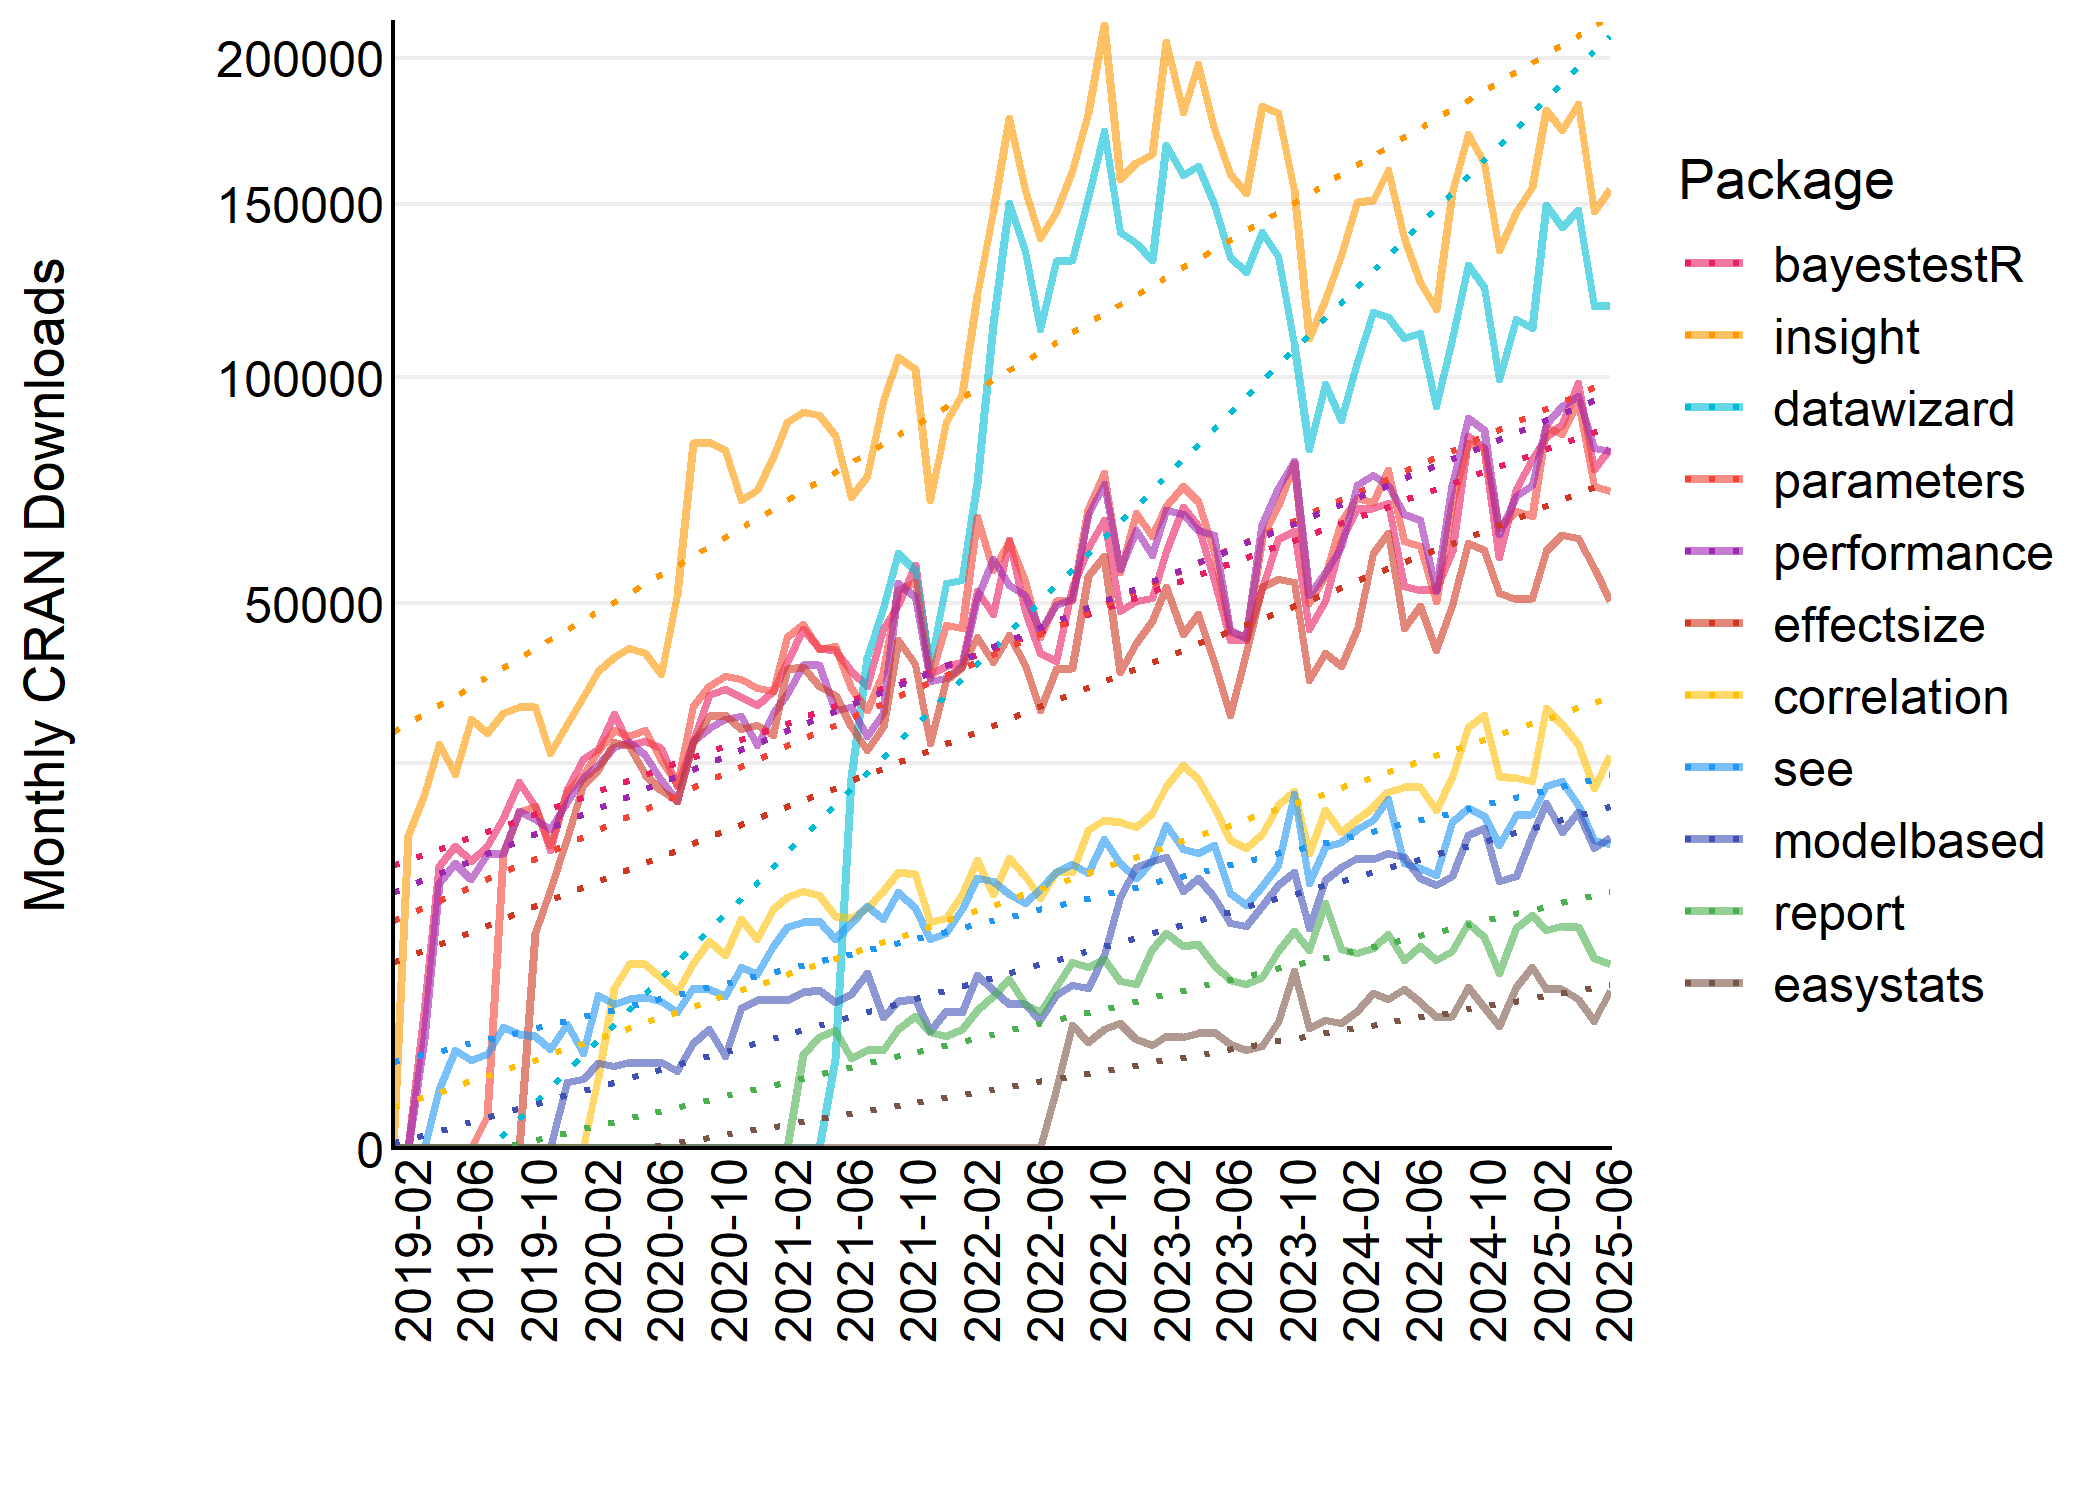 Monthly CRAN Downloads
200000
150000
100000
50000
0
2019-02
2019-06
2019-10
2020-02
2020-06
2020-10
2021-02
2021-06
2021-10
2022-02
2022-06
2022-10
2023-02
2023-06
2023-10
2024-02
2024-06
2024-10
2025-02
2025-06
Package
bayestestR
insight
datawizard
parameters
performance
effectsize
correlation
see
modelbased
report
easystats